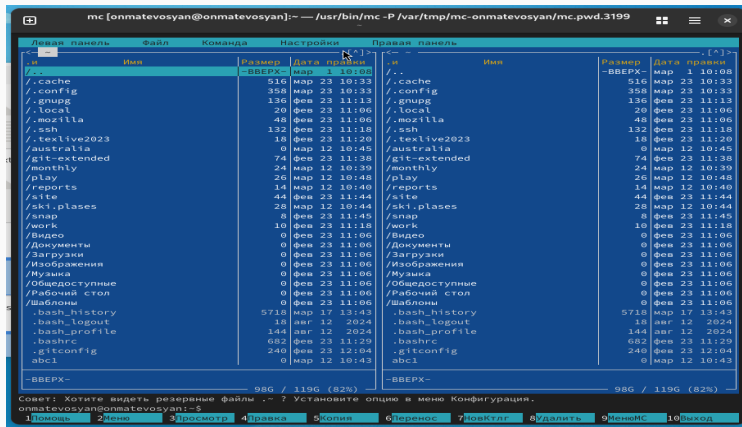 mc [onmatevosyan@onmatevosyan]:~ — /usr/bin/mc -P /var/tmp/mc-onmatevosyan/mc.pwd.3199
Левая панель Файл Команда Настройки Правая панель
<— ~ .[^]> <— ~ .[^]>
.и Имя Размер Дата правки .и Имя Размер Дата правки
/.. -ВВЕРХ- мар 1 10:08 /.. -ВВЕРХ- мар 1 10:08
/.cache 516 мар 23 10:33 /.cache 516 мар 23 10:33
/.config 358 мар 23 10:33 /.config 358 мар 23 10:33
/.gnupg 136 фев 23 11:13 /.gnupg 136 фев 23 11:13
/.local 20 фев 23 11:06 /.local 20 фев 23 11:06
/.mozilla 48 фев 23 11:06 /.mozilla 48 фев 23 11:06
/.ssh 132 фев 23 11:18 /.ssh 132 фев 23 11:18
/.texlive2023 18 фев 23 11:20 /.texlive2023 18 фев 23 11:20
/australia 0 мар 12 10:45 /australia 0 мар 12 10:45
/git-extended 74 фев 23 11:38 /git-extended 74 фев 23 11:38
/monthly 24 мар 12 10:39 /monthly 24 мар 12 10:39
/play 26 мар 12 10:48 /play 26 мар 12 10:48
/reports 14 мар 12 10:40 /reports 14 мар 12 10:40
/site 44 фев 23 11:44 /site 44 фев 23 11:44
/ski.plases 28 мар 12 10:44 /ski.plases 28 мар 12 10:44
/snap 8 фев 23 11:45 /snap 8 фев 23 11:45
/work 10 фев 23 11:18 /work 10 фев 23 11:18
/Видео 0 фев 23 11:06 /Видео 0 фев 23 11:06
/Документы 0 фев 23 11:06 /Документы 0 фев 23 11:06
/Загрузки 0 фев 23 11:06 /Загрузки 0 фев 23 11:06
/Изображения 0 фев 23 11:06 /Изображения 0 фев 23 11:06
/Музыка 0 фев 23 11:06 /Музыка 0 фев 23 11:06
/Общедоступные 0 фев 23 11:06 /Общедоступные 0 фев 23 11:06
/Рабочий стол 0 фев 23 11:06 /Рабочий стол 0 фев 23 11:06
/Шаблоны 0 фев 23 11:06 /Шаблоны 0 фев 23 11:06
.bash_history 5718 мар 17 13:43 .bash_history 5718 мар 17 13:43
.bash_logout 18 авг 12 2024 .bash_logout 18 авг 12 2024
.bash_profile 144 авг 12 2024 .bash_profile 144 авг 12 2024
.bashrc 682 фев 23 11:29 .bashrc 682 фев 23 11:29
.gitconfig 240 фев 23 12:04 .gitconfig 240 фев 23 12:04
abc1 0 мар 12 10:43 abc1 0 мар 12 10:43
-ВВЕРХ- -ВВЕРХ-
98G / 119G (82%) 98G / 119G (82%)
Совет: Хотите видеть резервные файлы .~ ? Установите опцию в меню Конфигурация.
onmatevosyan@onmatevosyan:~$
1Помощь 2Меню 3Просмотр 4Правка 5Копия 6Перенос 7НовКтлг 8Удалить 9МенюМС 10Выход